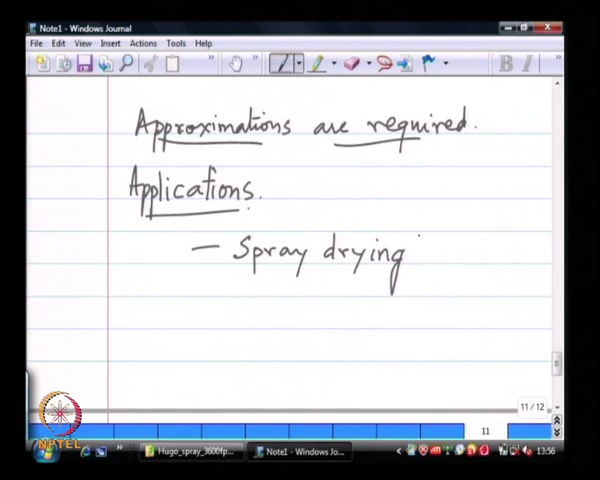 Note1 - Windows Journal
File Edit View Insert Actions Tools Help
B I
Approximations are required.
Applications.
— Spray drying
11 / 12
11
NPTEL
Hugo_spray_3600fp...
Note1 - Windows Jo...
13:56